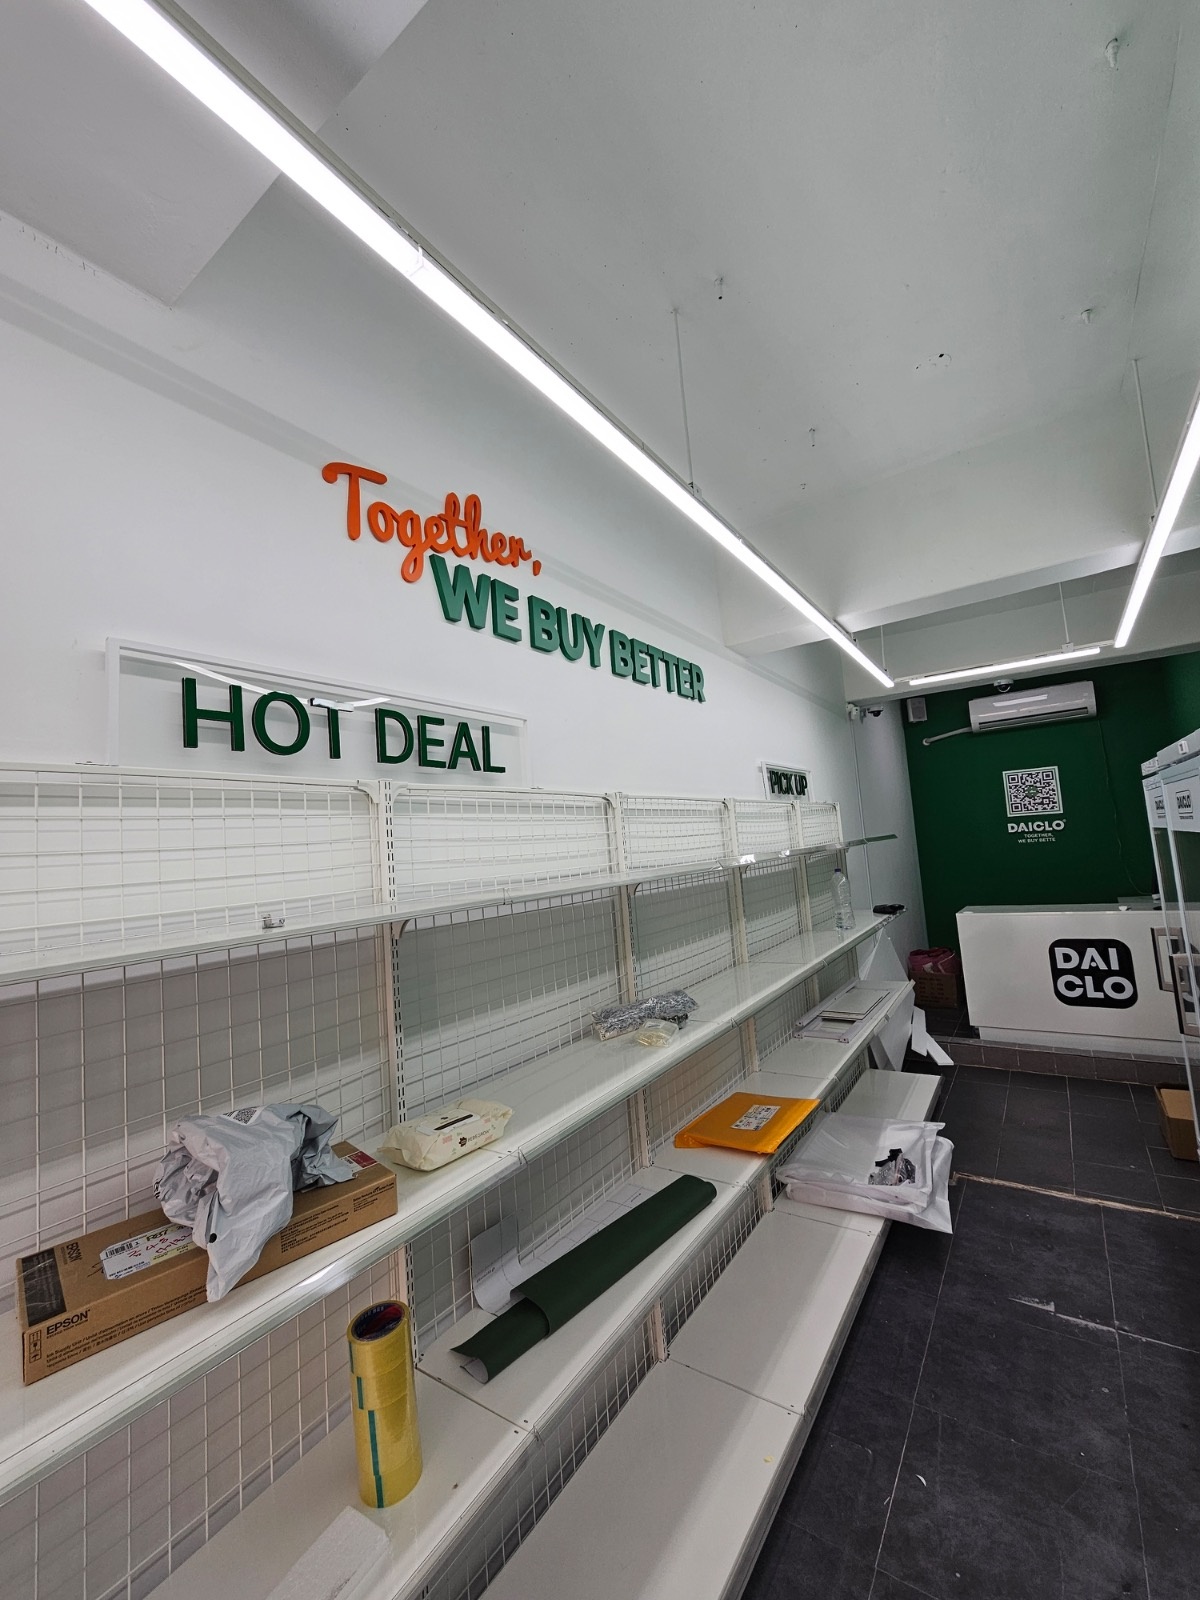 Together,
WE BUY BETTER
HOT DEAL
PICK UP
DAICLO
TOGETHER,
WE BUY BETTE
DAI
CLO
EPSON